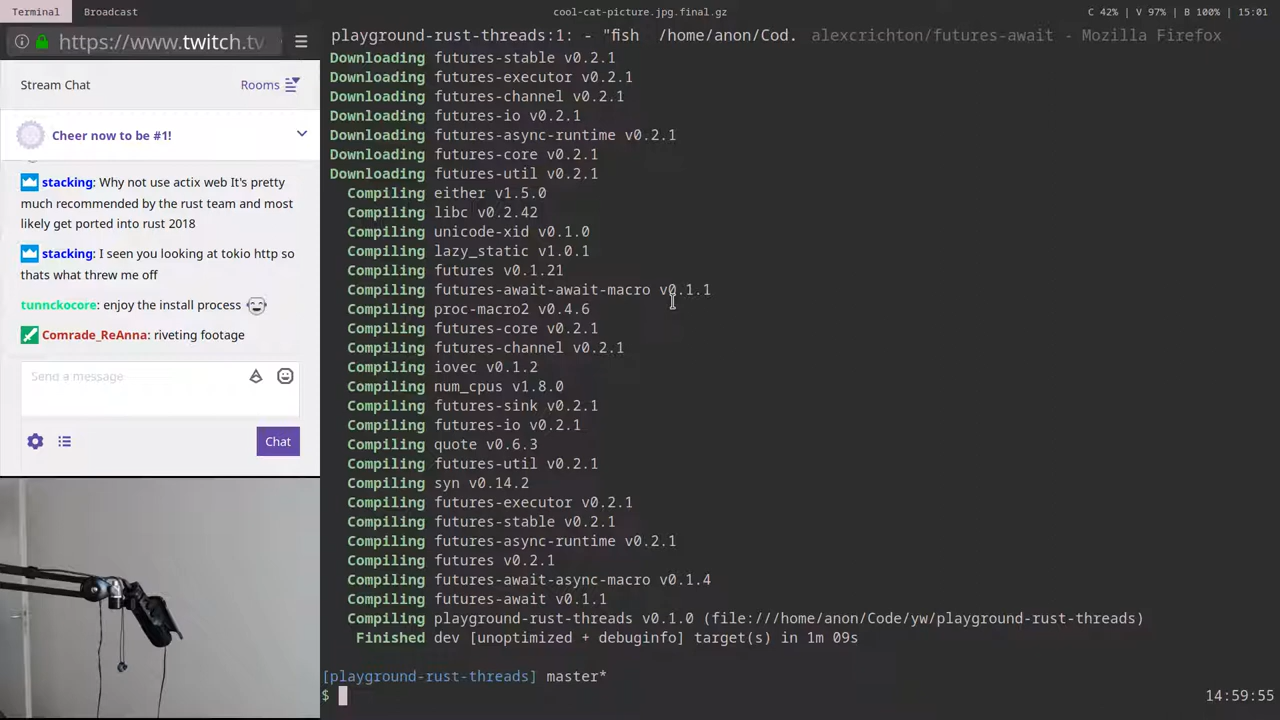 Terminal Broadcast cool-cat-picture.jpg.final.gz C 42% | V 97% | B 100% | 15:01
https://www.twitch.tv
Stream Chat Rooms
Cheer now to be #1!
stacking: Why not use actix web It's pretty
much recommended by the rust team and most
likely get ported into rust 2018
stacking: I seen you looking at tokio http so
thats what threw me off
tunnckocore: enjoy the install process
Comrade_ReAnna: riveting footage
Send a message
Chat
playground-rust-threads:1: - "fish /home/anon/Cod. alexcrichton/futures-await - Mozilla Firefox
Downloading futures-stable v0.2.1
Downloading futures-executor v0.2.1
Downloading futures-channel v0.2.1
Downloading futures-io v0.2.1
Downloading futures-async-runtime v0.2.1
Downloading futures-core v0.2.1
Downloading futures-util v0.2.1
Compiling either v1.5.0
Compiling libc v0.2.42
Compiling unicode-xid v0.1.0
Compiling lazy_static v1.0.1
Compiling futures v0.1.21
Compiling futures-await-await-macro v0.1.1
Compiling proc-macro2 v0.4.6
Compiling futures-core v0.2.1
Compiling futures-channel v0.2.1
Compiling iovec v0.1.2
Compiling num_cpus v1.8.0
Compiling futures-sink v0.2.1
Compiling futures-io v0.2.1
Compiling quote v0.6.3
Compiling futures-util v0.2.1
Compiling syn v0.14.2
Compiling futures-executor v0.2.1
Compiling futures-stable v0.2.1
Compiling futures-async-runtime v0.2.1
Compiling futures v0.2.1
Compiling futures-await-async-macro v0.1.4
Compiling futures-await v0.1.1
Compiling playground-rust-threads v0.1.0 (file:///home/anon/Code/yw/playground-rust-threads)
Finished dev [unoptimized + debuginfo] target(s) in 1m 09s
[playground-rust-threads] master*
$ 14:59:55